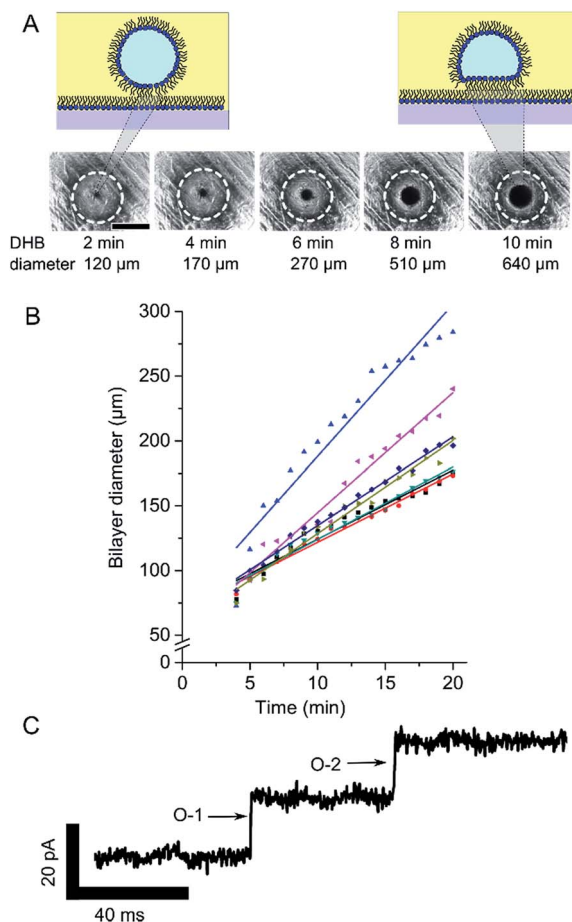 A
DHB 2 min 4 min 6 min 8 min 10 min
diameter 120 µm 170 µm 270 µm 510 µm 640 µm
B
300
250
200
150
100
50
0
Bilayer diameter (µm)
0 5 10 15 20
Time (min)
C
O-2
O-1
20 pA
40 ms